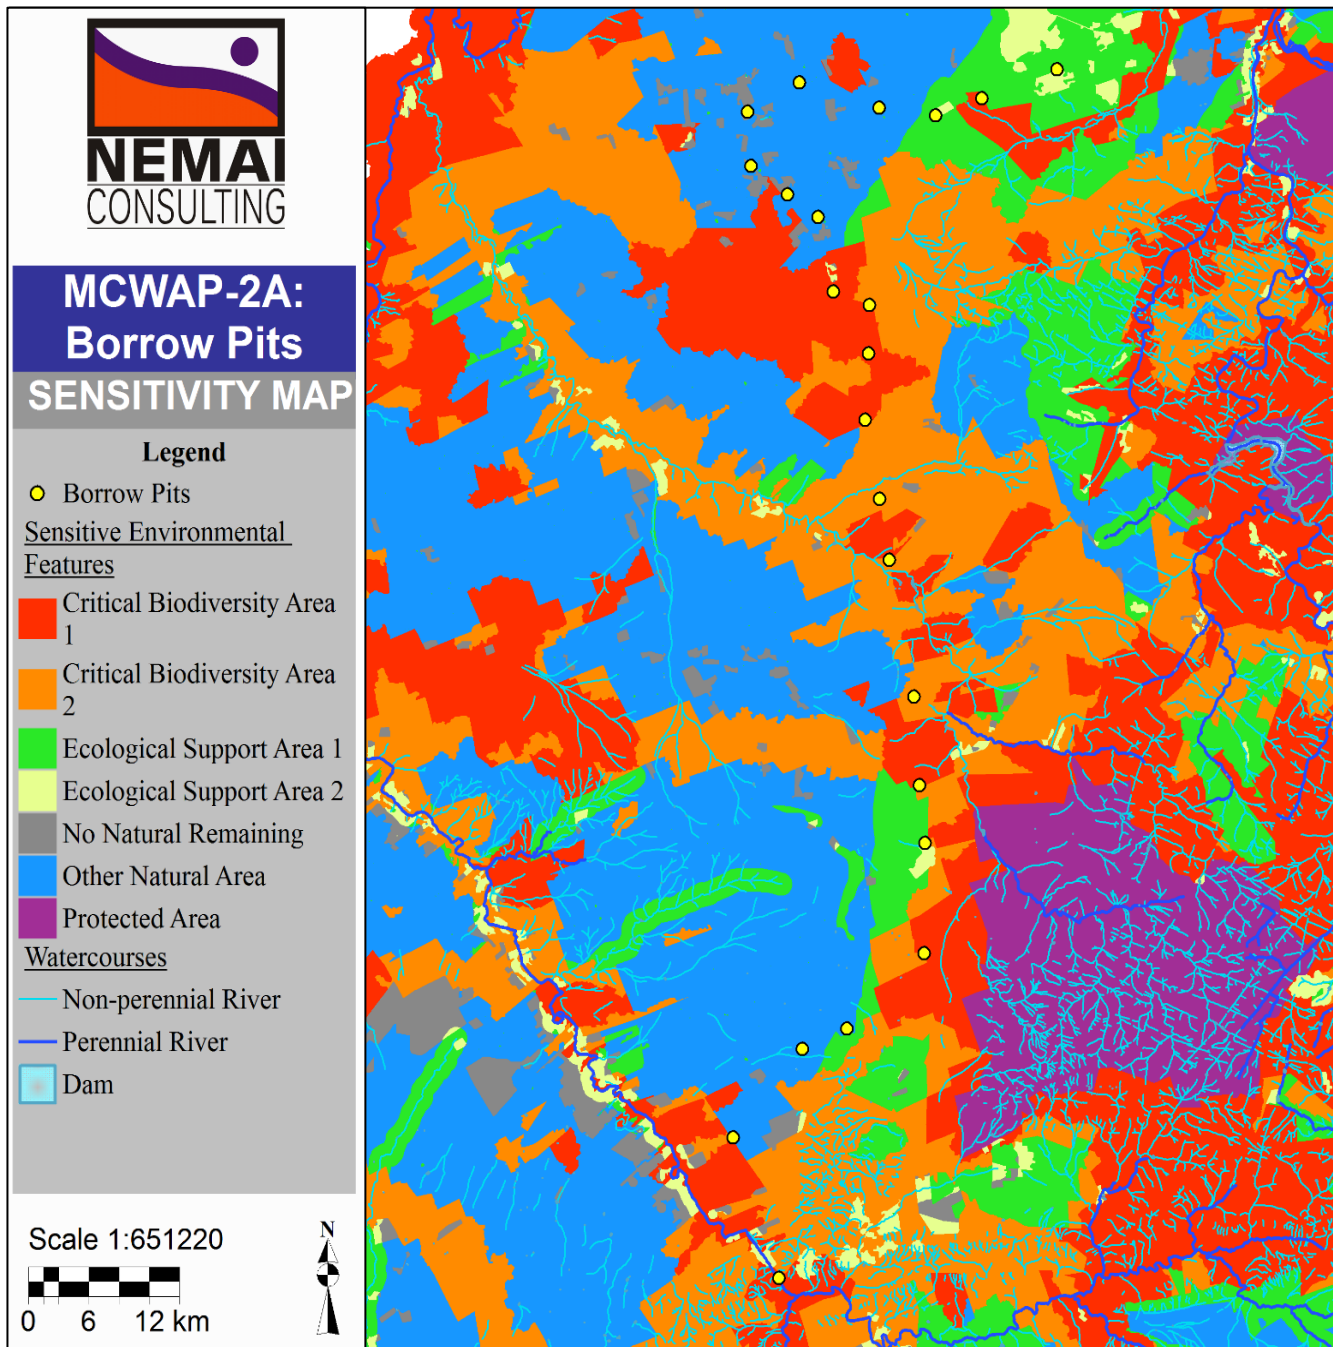 NEMAI
CONSULTING
MCWAP-2A:
Borrow Pits
SENSITIVITY MAP
Legend
Borrow Pits
Sensitive Environmental
Features
Critical Biodiversity Area
1
Critical Biodiversity Area
2
Ecological Support Area 1
Ecological Support Area 2
No Natural Remaining
Other Natural Area
Protected Area
Watercourses
Non-perennial River
Perennial River
Dam
Scale 1:651220
N
0 6 12 km